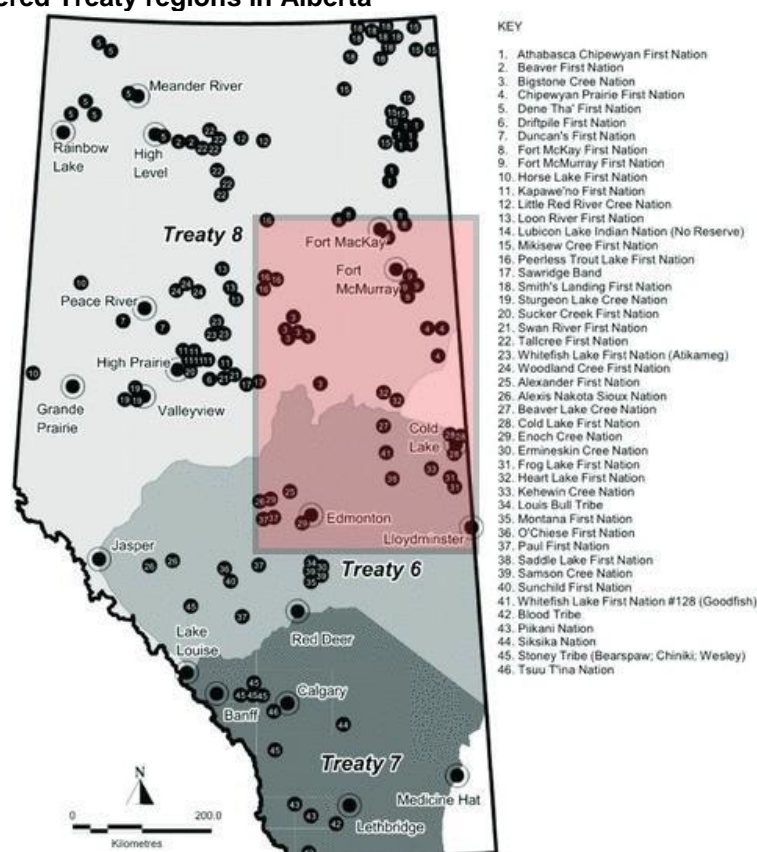 ered Treaty regions in Alberta
KEY
1. Athabasca Chipewyan First Nation
2. Beaver First Nation
3. Bigstone Cree Nation
4. Chipewyan Prairie First Nation
5. Dene Tha' First Nation
6. Driftpile First Nation
7. Duncan's First Nation
8. Fort McKay First Nation
9. Fort McMurray First Nation
10. Horse Lake First Nation
11. Kapawe'no First Nation
12. Little Red River Cree Nation
13. Loon River First Nation
14. Lubicon Lake Indian Nation (No Reserve)
15. Mikisew Cree First Nation
16. Peerless Trout Lake First Nation
17. Sawridge Band
18. Smith's Landing First Nation
19. Sturgeon Lake Cree Nation
20. Sucker Creek First Nation
21. Swan River First Nation
22. Tallcree First Nation
23. Whitefish Lake First Nation (Atikameg)
24. Woodland Cree First Nation
25. Alexander First Nation
26. Alexis Nakota Sioux Nation
27. Beaver Lake Cree Nation
28. Cold Lake First Nation
29. Enoch Cree Nation
30. Ermineskin Cree Nation
31. Frog Lake First Nation
32. Heart Lake First Nation
33. Kehewin Cree Nation
34. Louis Bull Tribe
35. Montana First Nation
36. O'Chiese First Nation
37. Paul First Nation
38. Saddle Lake First Nation
39. Samson Cree Nation
40. Sunchild First Nation
41. Whitefish Lake First Nation #128 (Goodfish)
42. Blood Tribe
43. Piikani Nation
44. Siksika Nation
45. Stoney Tribe (Bearspaw; Chiniki; Wesley)
46. Tsuu T'ina Nation
Meander River
Rainbow
Lake
High
Level
Treaty 8
Fort MacKay
Fort
McMurray
Peace River
High Prairie
Grande
Prairie
Valleyview
Cold
Lake
Edmonton
Lloydminster
Jasper
Treaty 6
Lake
Louise
Red Deer
Banff
Calgary
Treaty 7
Medicine Hat
Lethbridge
N
0 200.0
Kilometres